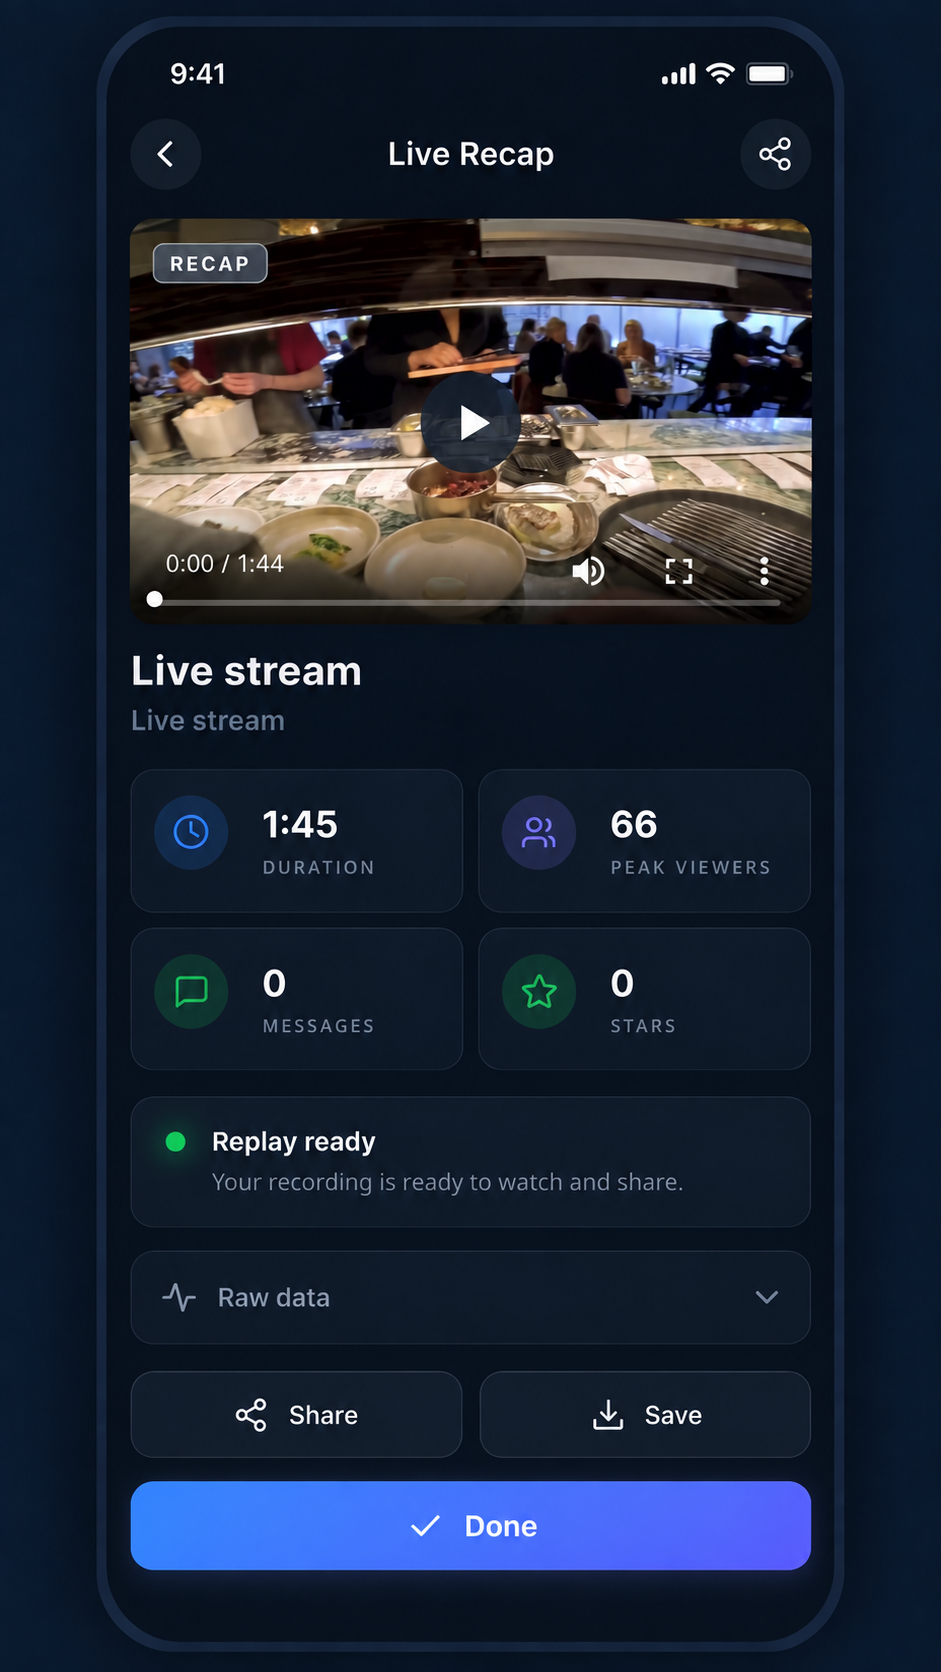 9:41
Live Recap
RECAP
0:00 / 1:44
Live stream
Live stream
1:45
DURATION
66
PEAK VIEWERS
0
MESSAGES
0
STARS
Replay ready
Your recording is ready to watch and share.
Raw data
Share
Save
Done